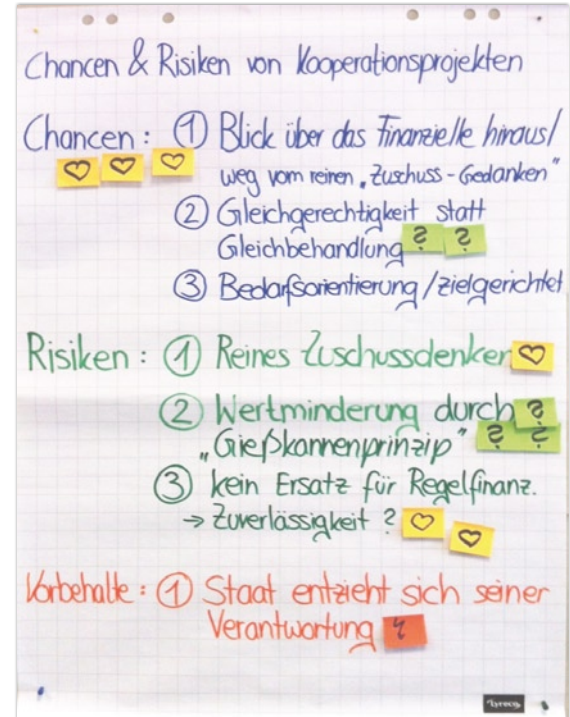 Chancen & Risiken von Kooperationsprojekten
Chancen: ① Blick über das Finanzielle hinaus/
weg vom reinen „Zuschuss-Gedanken"
② Gleichgerechtigkeit statt
Gleichbehandlung ? ?
③ Bedarfsorientierung/zielgerichtet
Risiken: ① Reines Zuschussdenken
② Wertminderung durch ?
„Gießkannenprinzip" ? ?
③ kein Ersatz für Regelfinanz.
→ Zuverlässigkeit ?
Vorbehalte: ① Staat entzieht sich seiner
Verantwortung
Lyreco